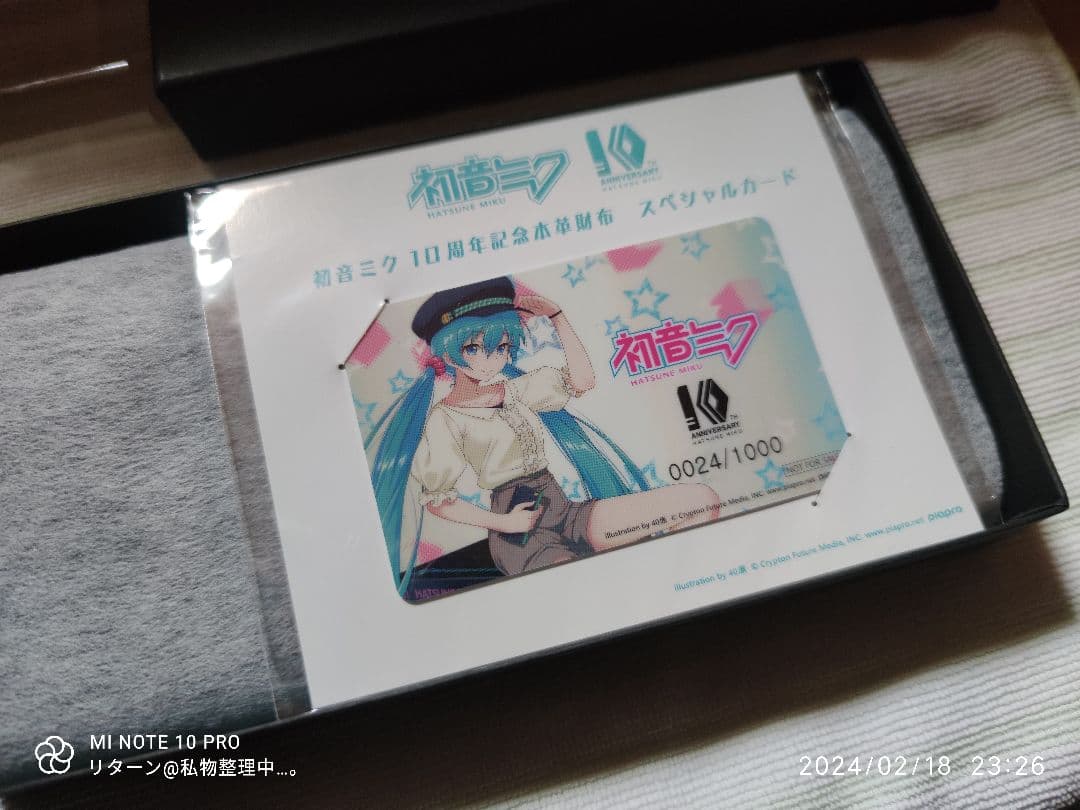 初音ミク
HATSUNE MIKU
10TH
ANNIVERSARY
HATSUNE MIKU
初音ミク 10周年記念本革財布 スペシャルカード
初音ミク
HATSUNE MIKU
10TH
ANNIVERSARY
HATSUNE MIKU
0024/1000
NOT FOR
illustration by 40原 © Crypton Future Media, INC. www.piapro.net
HATSUNE
illustration by 40原 © Crypton Future Media, INC. www.piapro.net piapro
MI NOTE 10 PRO
リターン@私物整理中…。
2024/02/18 23:26